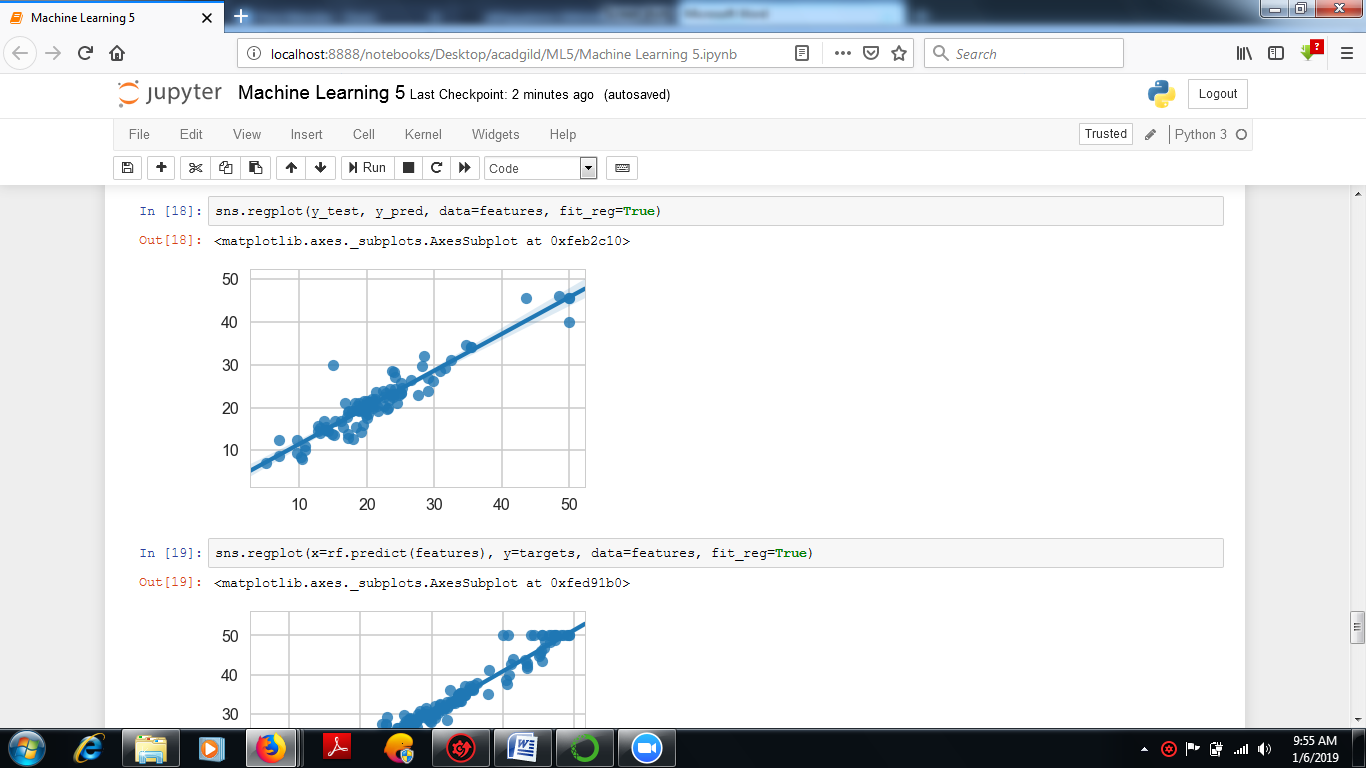 Machine Learning 5
Microsoft Word
localhost:8888/notebooks/Desktop/acadgild/ML5/Machine Learning 5.ipynb
Search
?
jupyter Machine Learning 5 Last Checkpoint: 2 minutes ago (autosaved)
Logout
File Edit View Insert Cell Kernel Widgets Help
Trusted Python 3
Run Code
In [18]: sns.regplot(y_test, y_pred, data=features, fit_reg=True)
Out[18]: <matplotlib.axes._subplots.AxesSubplot at 0xfeb2c10>
50
40
30
20
10
10 20 30 40 50
In [19]: sns.regplot(x=rf.predict(features), y=targets, data=features, fit_reg=True)
Out[19]: <matplotlib.axes._subplots.AxesSubplot at 0xfed91b0>
50
40
30
9:55 AM
1/6/2019